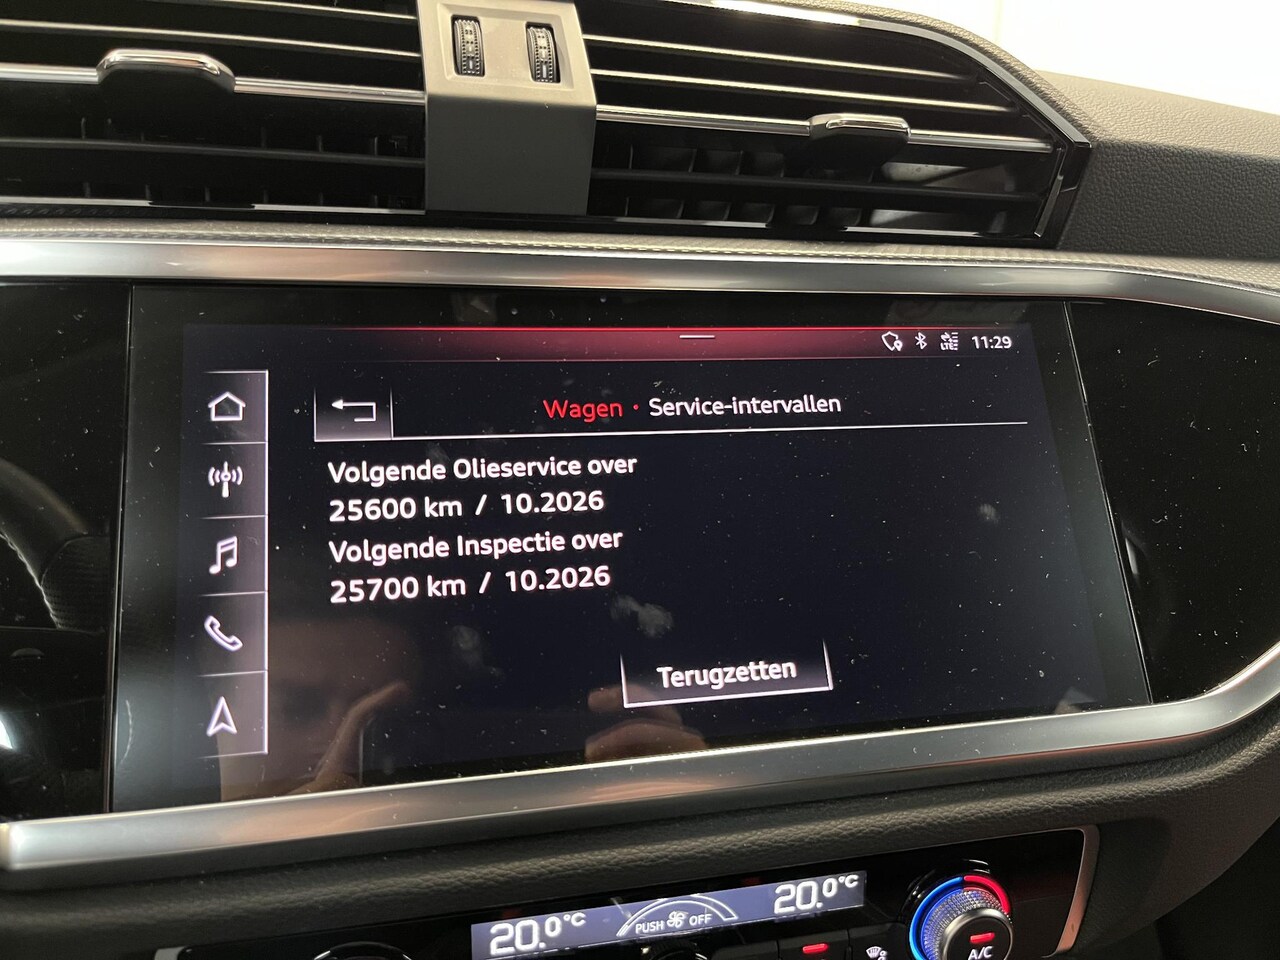 LTE 11:29
Wagen • Service-intervallen
Volgende Olieservice over
25600 km / 10.2026
Volgende Inspectie over
25700 km / 10.2026
Terugzetten
20.0°C PUSH OFF 20.0°C
A/C